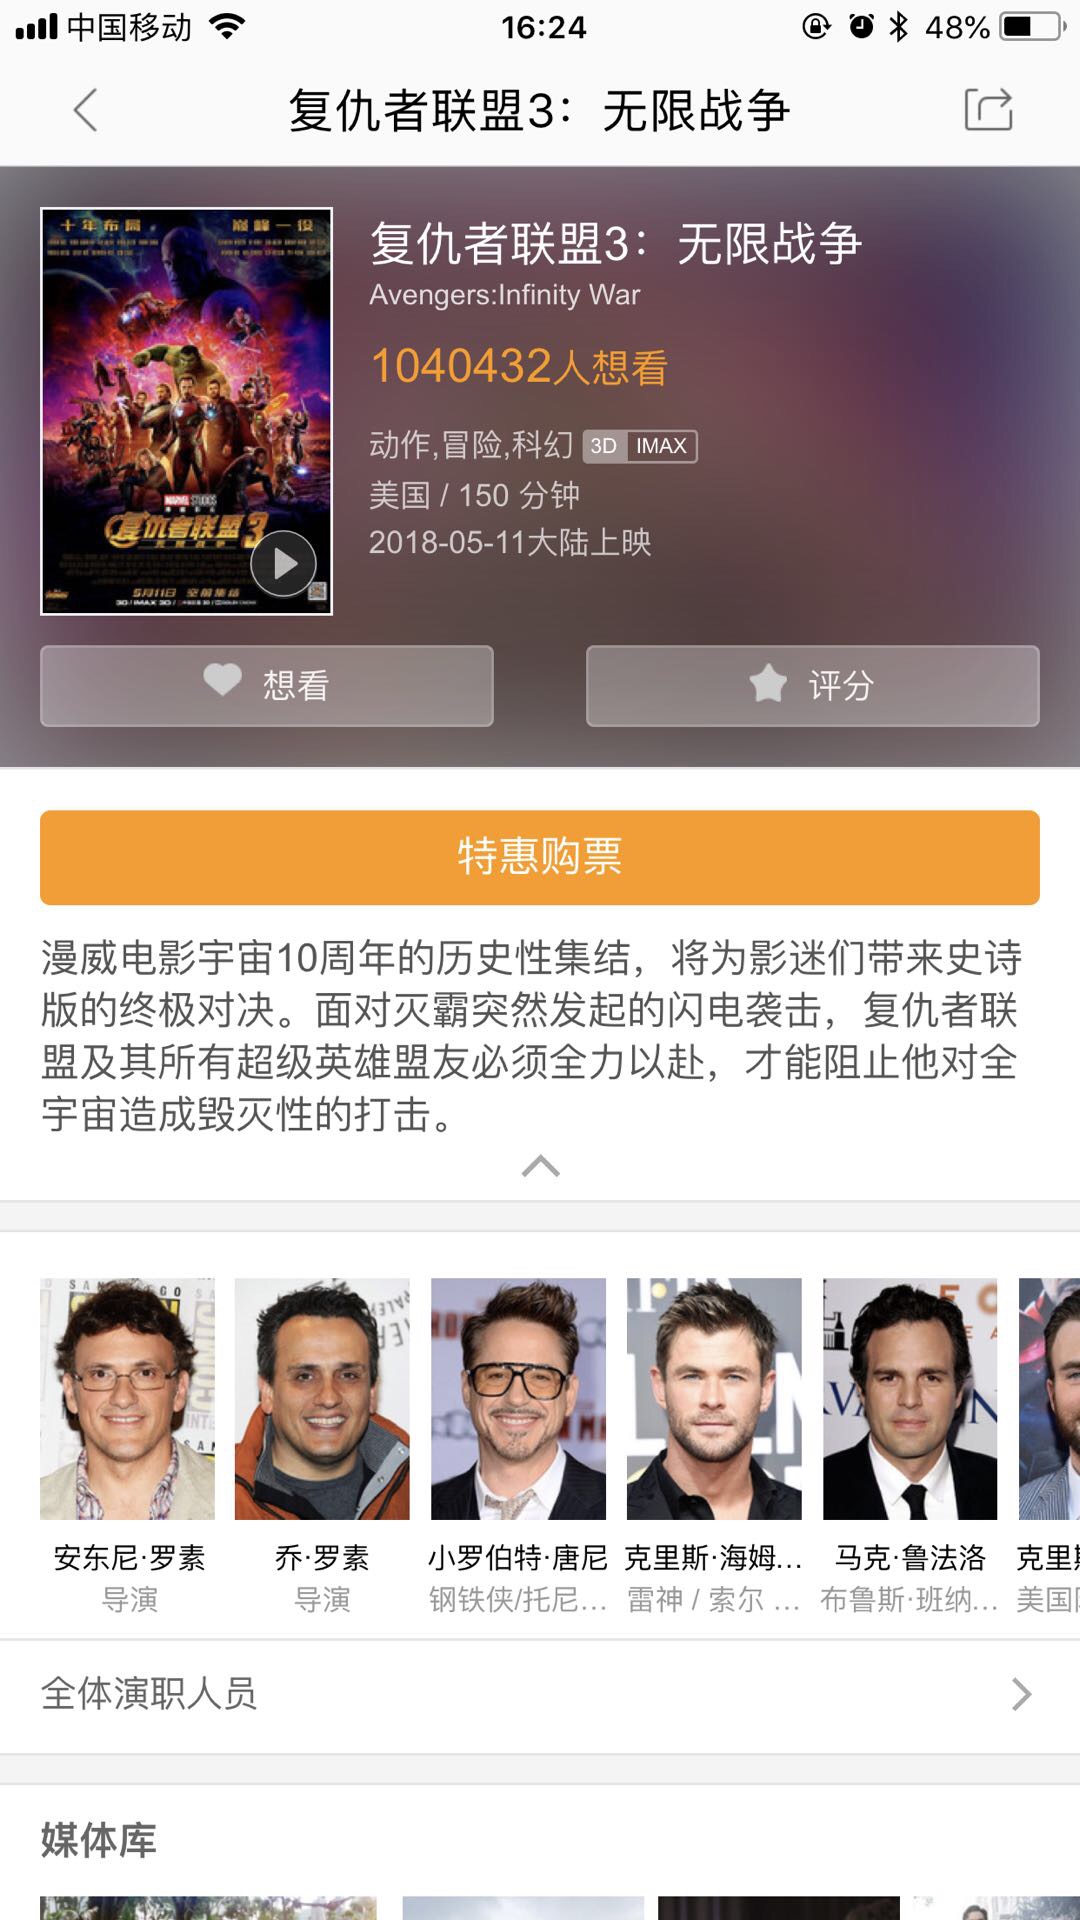 中国移动
16:24
48%
复仇者联盟3：无限战争
十年布局 巅峰一役
MARVEL STUDIOS
复仇者联盟3
无限战争
5月11日 空前集结
复仇者联盟3：无限战争
Avengers:Infinity War
1040432人想看
动作,冒险,科幻 3D IMAX
美国 / 150 分钟
2018-05-11大陆上映
想看
评分
特惠购票
漫威电影宇宙10周年的历史性集结，将为影迷们带来史诗
版的终极对决。面对灭霸突然发起的闪电袭击，复仇者联
盟及其所有超级英雄盟友必须全力以赴，才能阻止他对全
宇宙造成毁灭性的打击。
安东尼·罗素 乔·罗素 小罗伯特·唐尼 克里斯·海姆... 马克·鲁法洛 克里
导演 导演 钢铁侠/托尼... 雷神 / 索尔 ... 布鲁斯·班纳... 美国
全体演职人员
媒体库